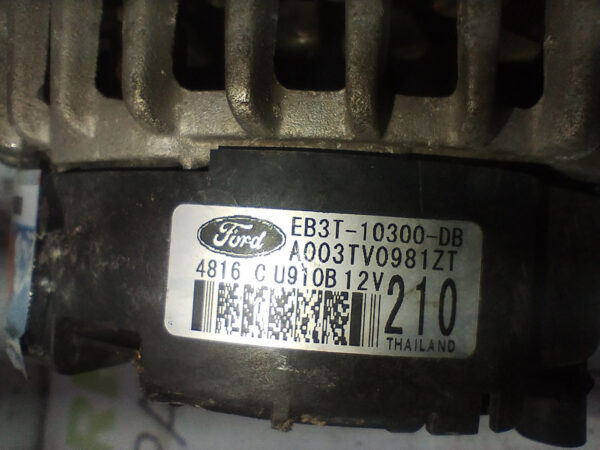 Ford
EB3T-10300-DB
A003TV0981ZT
4816 C U910B 12V
210
THAILAND